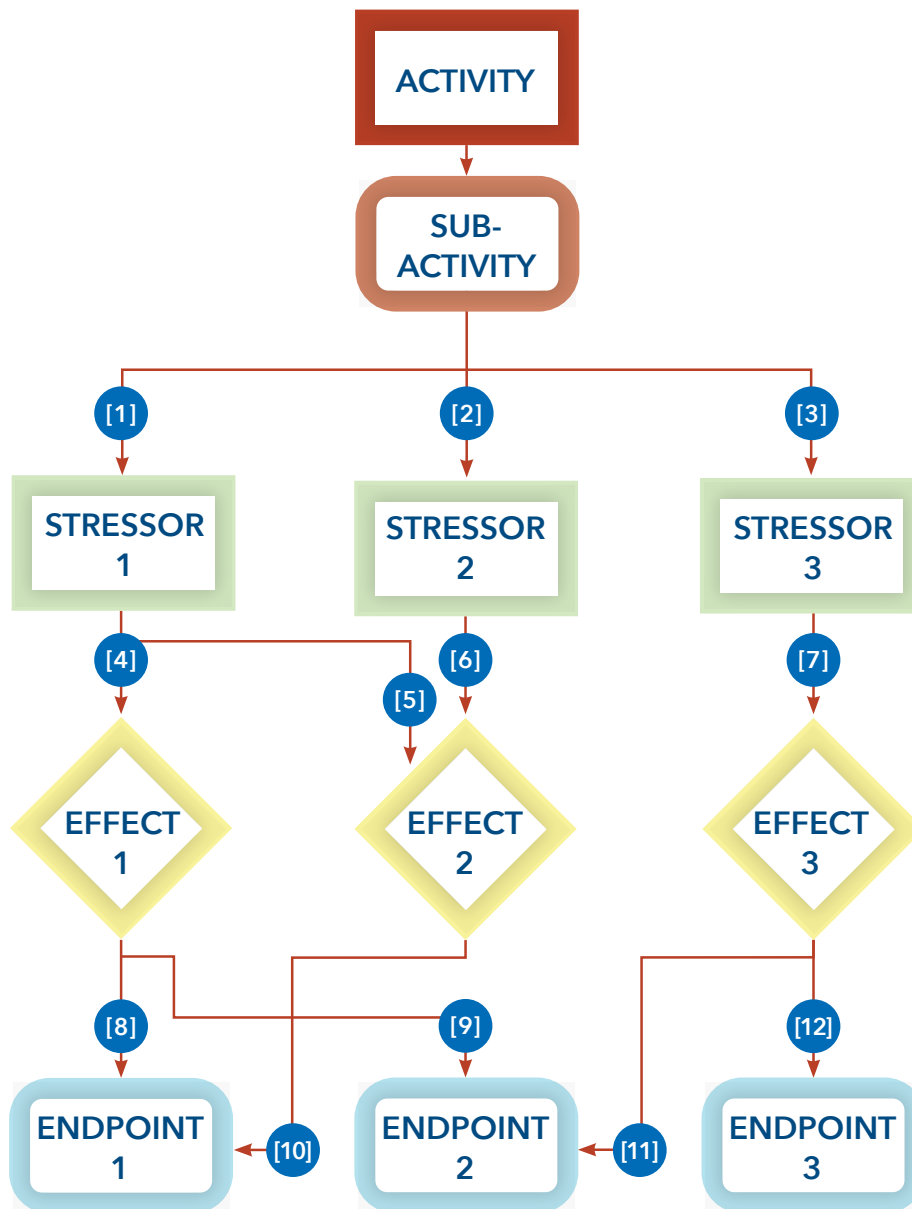 ACTIVITY
SUB-
ACTIVITY
[1]
[2]
[3]
STRESSOR
1
STRESSOR
2
STRESSOR
3
[4]
[5]
[6]
[7]
EFFECT
1
EFFECT
2
EFFECT
3
[8]
[9]
[12]
ENDPOINT
1
[10]
ENDPOINT
2
[11]
ENDPOINT
3